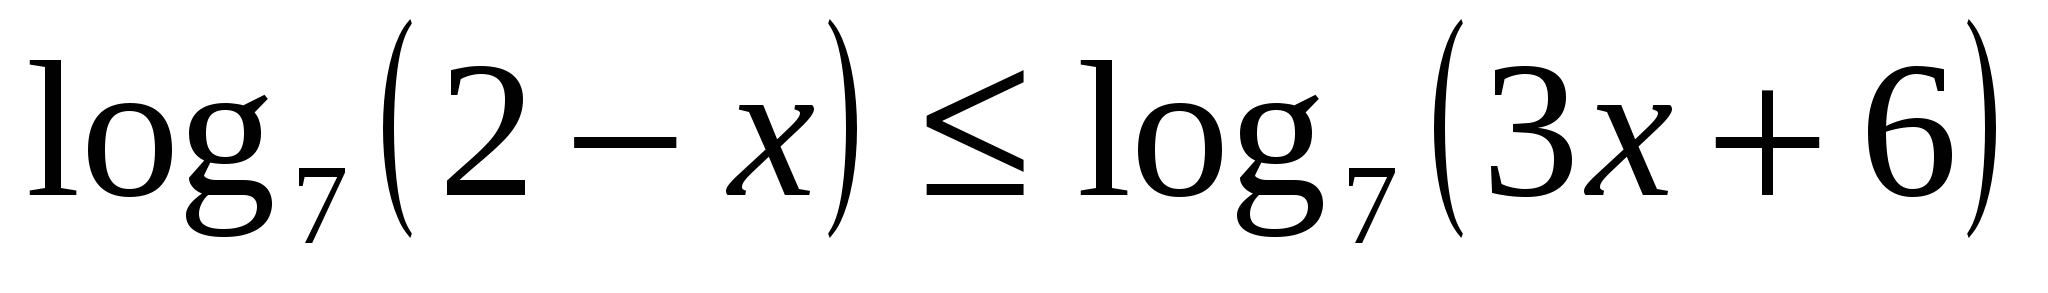 log₇(2 − x) ≤ log₇(3x + 6)